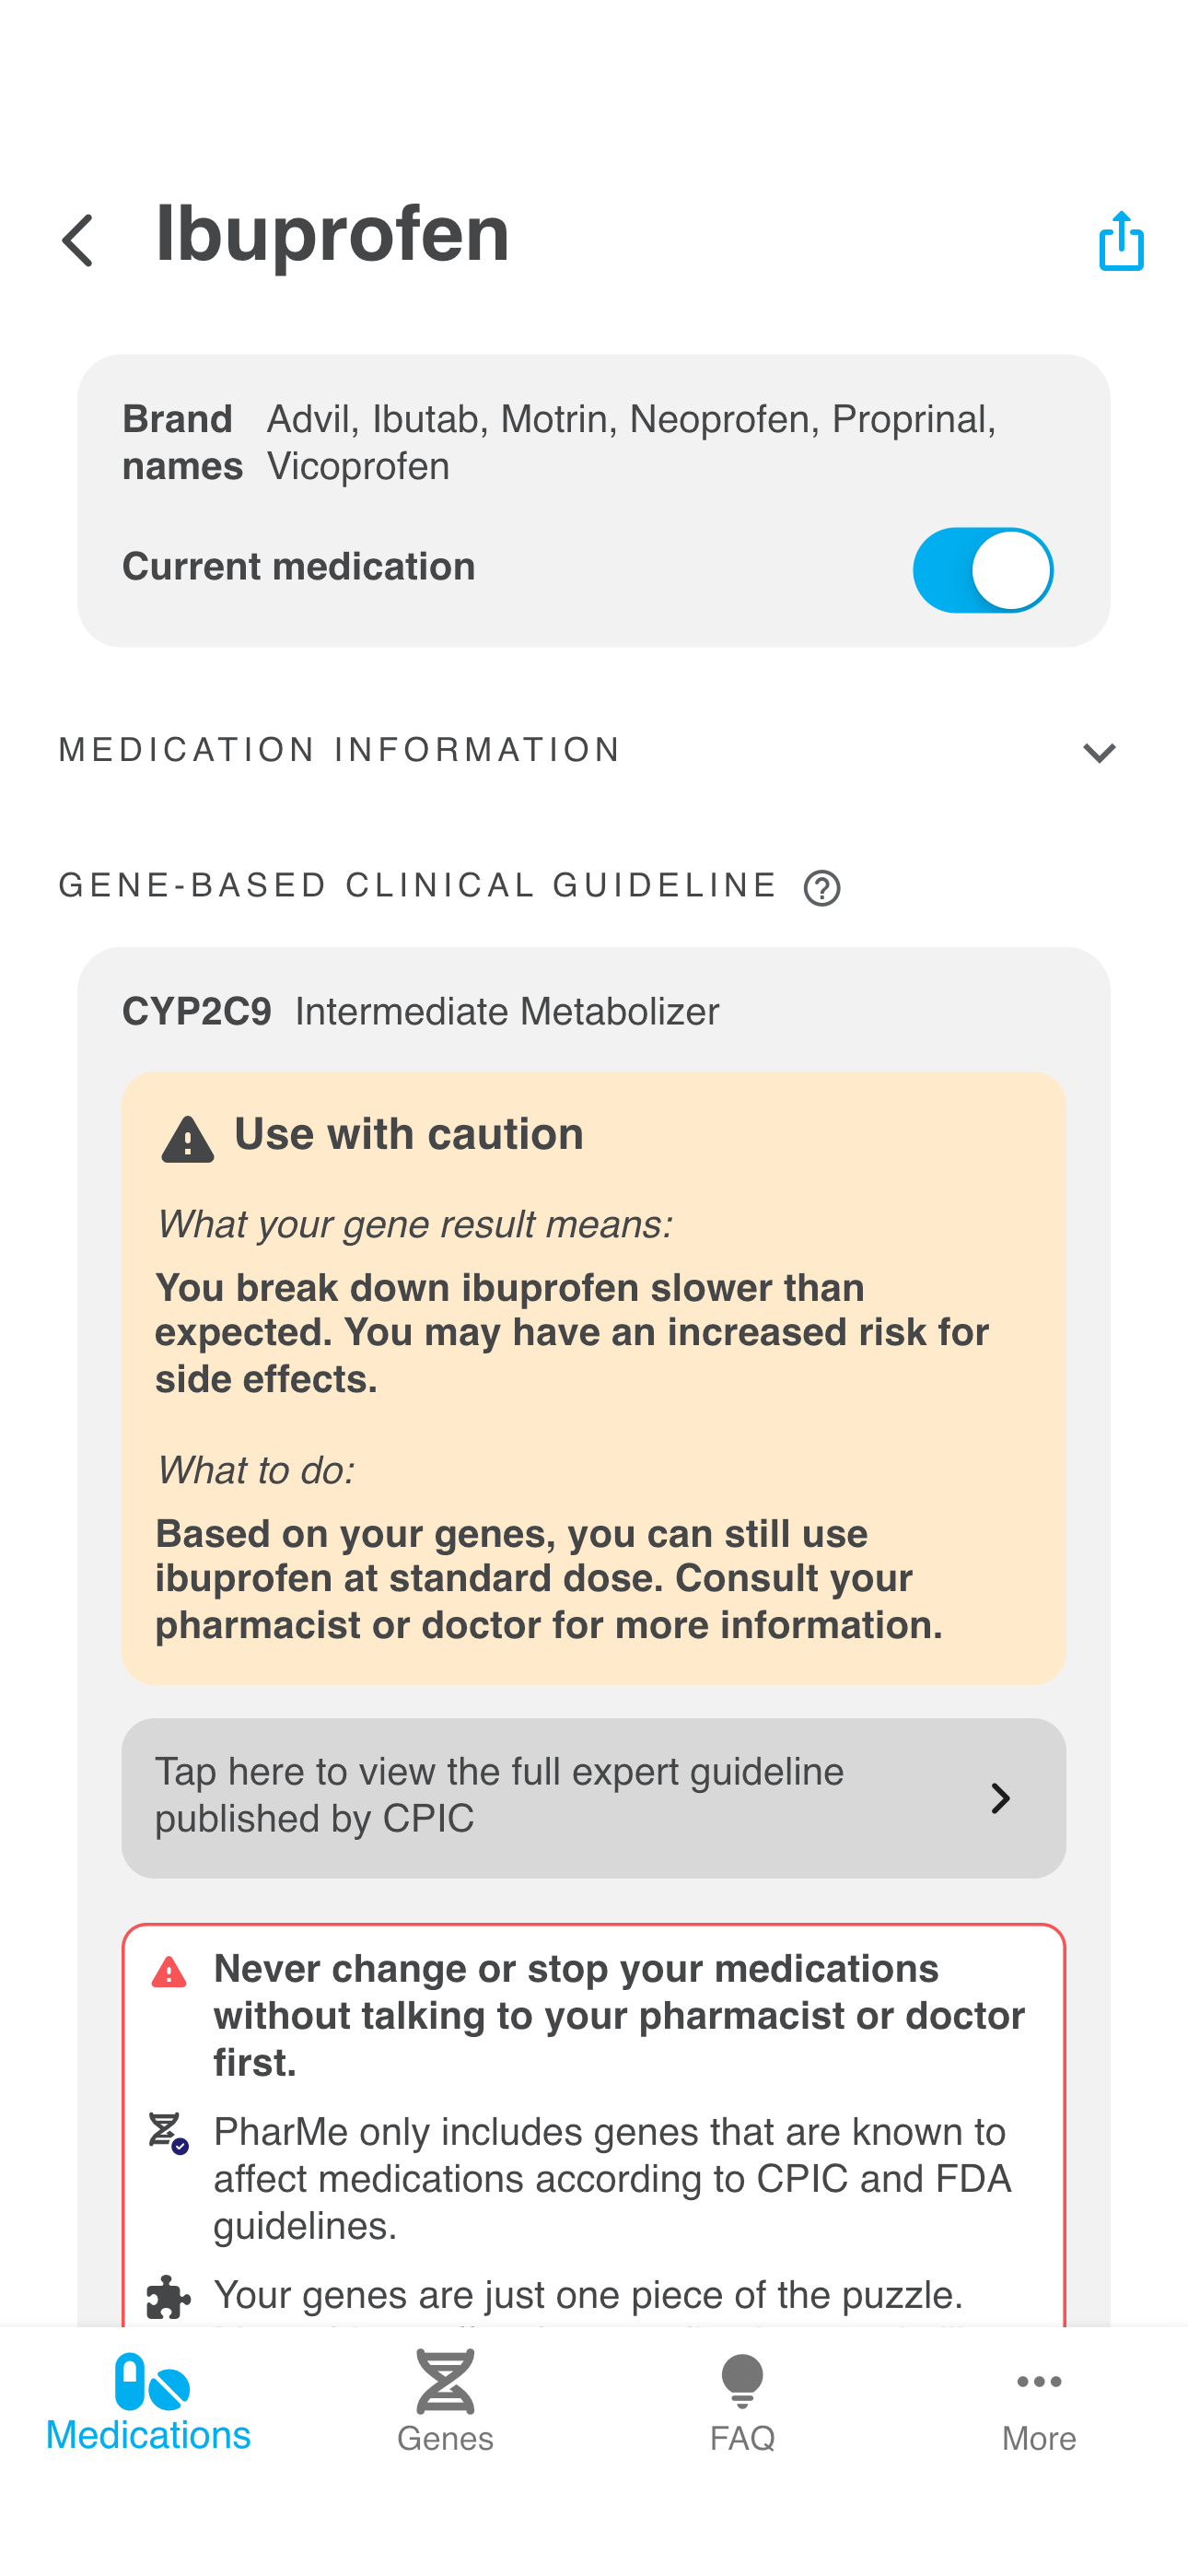 Ibuprofen
Brand names Advil, Ibutab, Motrin, Neoprofen, Proprinal,
Vicoprofen
Current medication
MEDICATION INFORMATION
GENE-BASED CLINICAL GUIDELINE ?
CYP2C9 Intermediate Metabolizer
Use with caution
What your gene result means:
You break down ibuprofen slower than
expected. You may have an increased risk for
side effects.
What to do:
Based on your genes, you can still use
ibuprofen at standard dose. Consult your
pharmacist or doctor for more information.
Tap here to view the full expert guideline
published by CPIC
Never change or stop your medications
without talking to your pharmacist or doctor
first.
PharMe only includes genes that are known to
affect medications according to CPIC and FDA
guidelines.
Your genes are just one piece of the puzzle.
Medications
Genes
FAQ
More